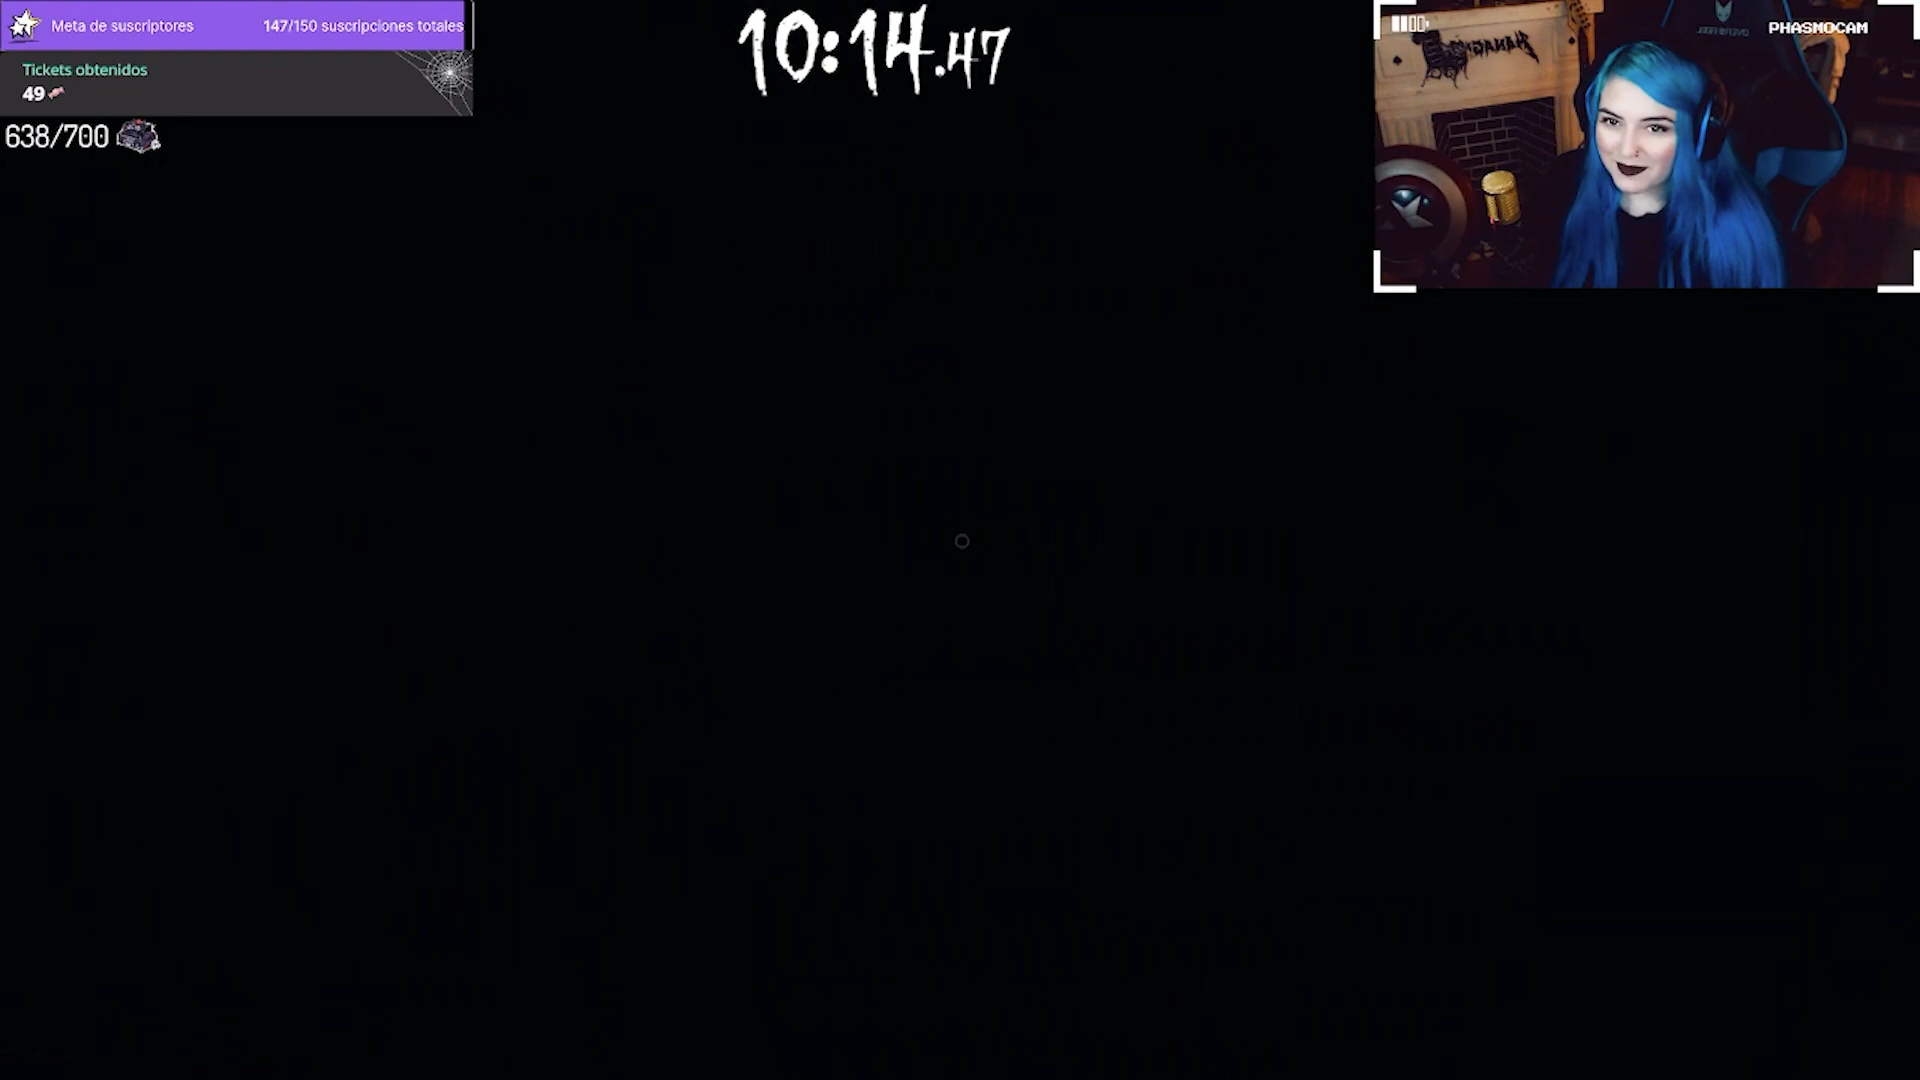 Meta de suscriptores 147/150 suscripciones totales
Tickets obtenidos
49
638/700
10:14.47
PHASMOCAM